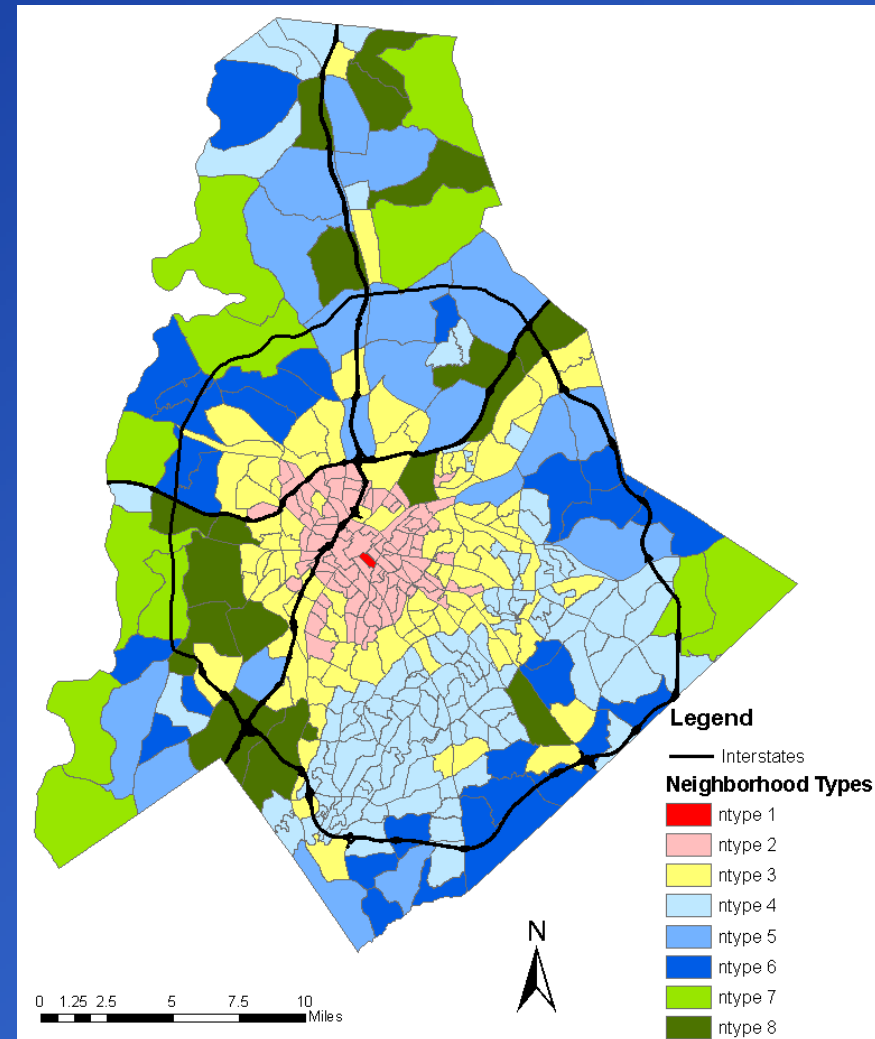 Legend
Interstates
Neighborhood Types
ntype 1
ntype 2
ntype 3
ntype 4
ntype 5
ntype 6
ntype 7
ntype 8
N
0 1.25 2.5 5 7.5 10
Miles